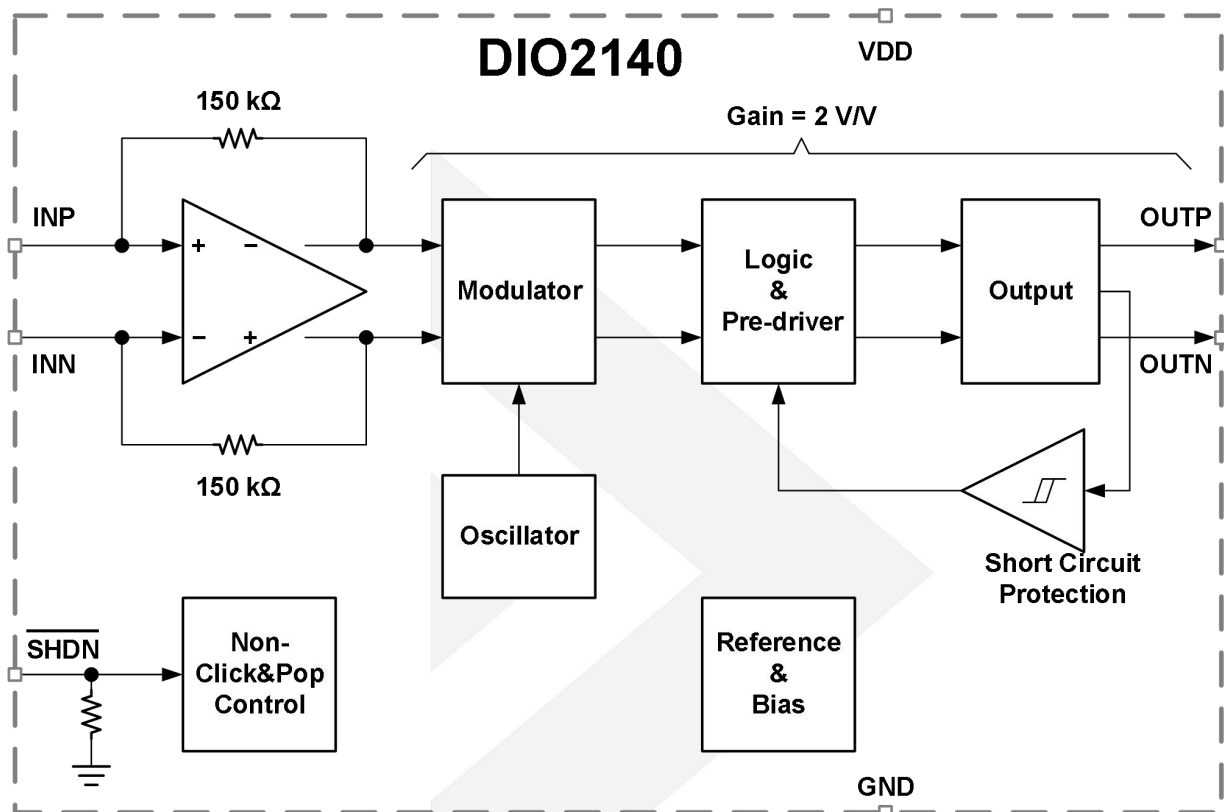 DIO2140
VDD
150 kΩ
Gain = 2 V/V
INP
+ −
− +
INN
150 kΩ
Modulator
Logic
&
Pre-driver
Output
OUTP
OUTN
Oscillator
Short Circuit
Protection
SHDN
Non-
Click&Pop
Control
Reference
&
Bias
GND